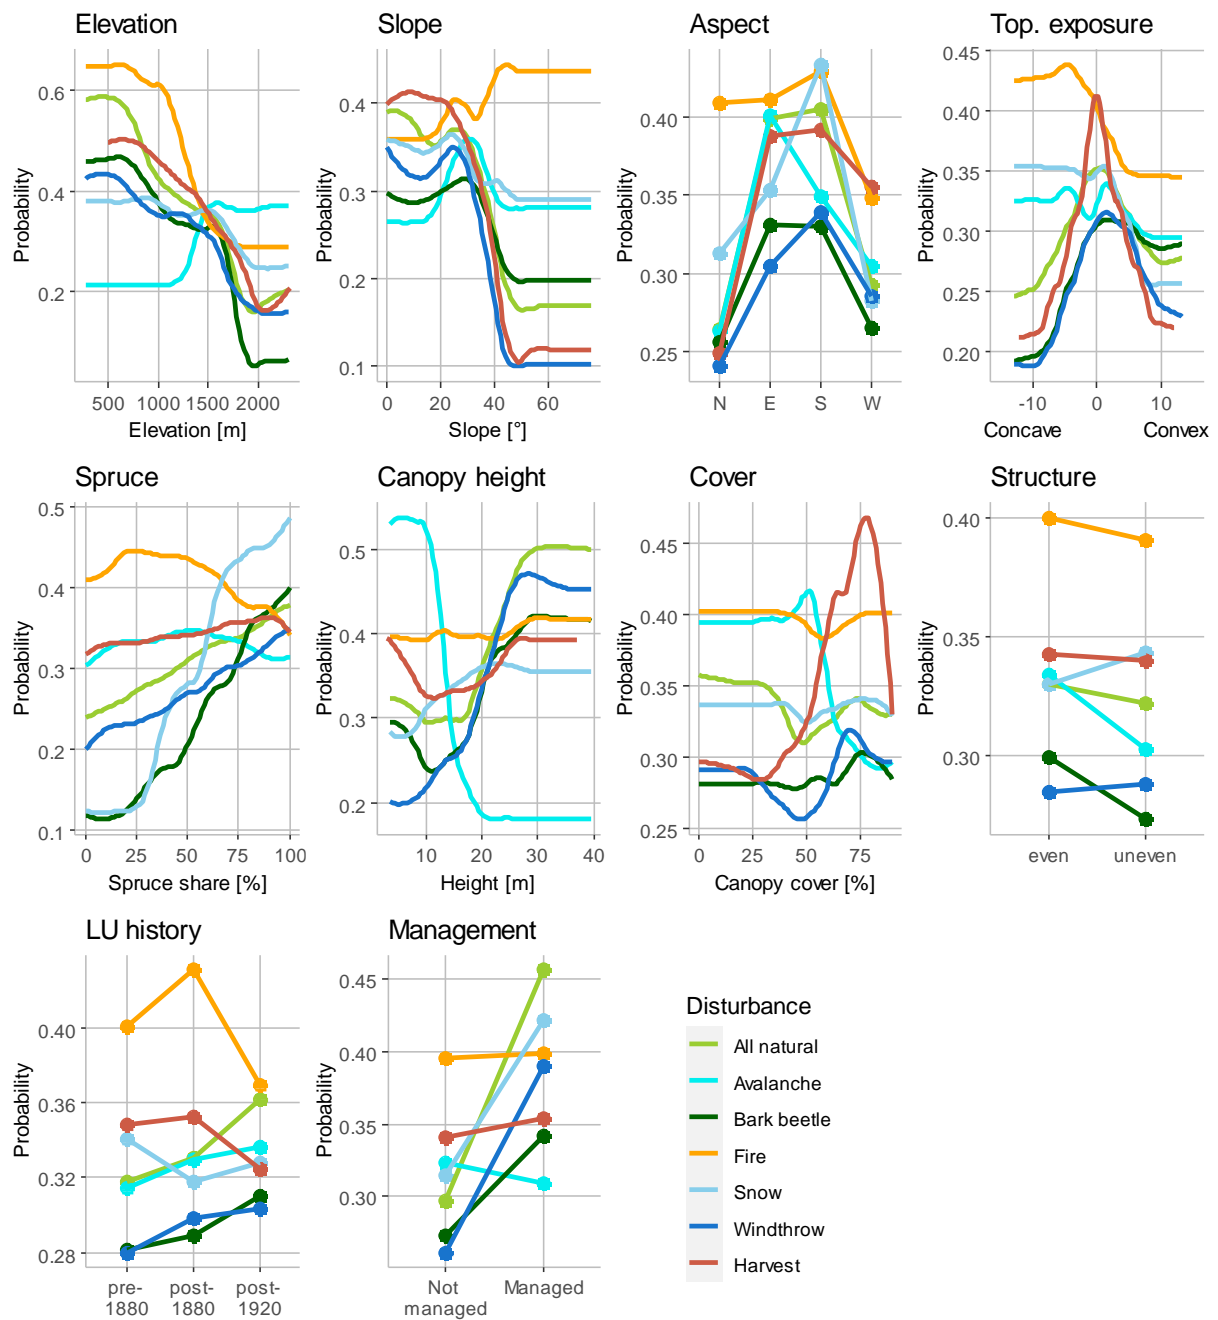 Elevation
Slope
Aspect
Top. exposure
Probability
0.6
0.4
0.2
500 1000 1500 2000
Elevation [m]
Probability
0.4
0.3
0.2
0.1
0 20 40 60
Slope [°]
Probability
0.40
0.35
0.30
0.25
N E S W
Probability
0.45
0.40
0.35
0.30
0.25
0.20
-10 0 10
Concave Convex
Spruce
Canopy height
Cover
Structure
Probability
0.5
0.4
0.3
0.2
0.1
0 25 50 75 100
Spruce share [%]
Probability
0.5
0.4
0.3
0.2
10 20 30 40
Height [m]
Probability
0.45
0.40
0.35
0.30
0.25
0 25 50 75
Canopy cover [%]
Probability
0.40
0.35
0.30
even uneven
LU history
Management
Probability
0.40
0.36
0.32
0.28
pre- post- post-
1880 1880 1920
Probability
0.45
0.40
0.35
0.30
Not Managed
managed
Disturbance
All natural
Avalanche
Bark beetle
Fire
Snow
Windthrow
Harvest